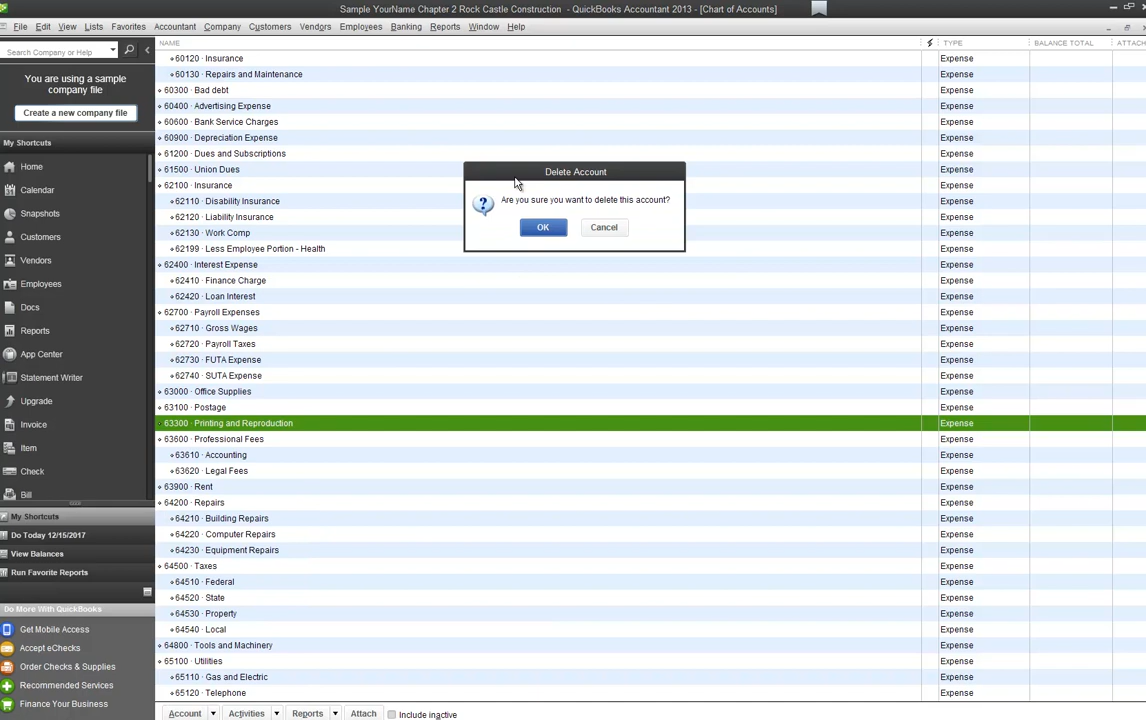 Sample YourName Chapter 2 Rock Castle Construction - QuickBooks Accountant 2013 - [Chart of Accounts]
File Edit View Lists Favorites Accountant Company Customers Vendors Employees Banking Reports Window Help
Search Company or Help
You are using a sample
company file
Create a new company file
My Shortcuts
Home
Calendar
Snapshots
Customers
Vendors
Employees
Docs
Reports
App Center
Statement Writer
Upgrade
Invoice
Item
Check
Bill
My Shortcuts
Do Today 12/15/2017
View Balances
Run Favorite Reports
Do More With QuickBooks
Get Mobile Access
Accept eChecks
Order Checks & Supplies
Recommended Services
Finance Your Business
NAME TYPE BALANCE TOTAL ATTACH
60120 · Insurance Expense
60130 · Repairs and Maintenance Expense
60300 · Bad debt Expense
60400 · Advertising Expense Expense
60600 · Bank Service Charges Expense
60900 · Depreciation Expense Expense
61200 · Dues and Subscriptions Expense
61500 · Union Dues Expense
62100 · Insurance Expense
62110 · Disability Insurance Expense
62120 · Liability Insurance Expense
62130 · Work Comp Expense
62199 · Less Employee Portion - Health Expense
62400 · Interest Expense Expense
62410 · Finance Charge Expense
62420 · Loan Interest Expense
62700 · Payroll Expenses Expense
62710 · Gross Wages Expense
62720 · Payroll Taxes Expense
62730 · FUTA Expense Expense
62740 · SUTA Expense Expense
63000 · Office Supplies Expense
63100 · Postage Expense
63300 · Printing and Reproduction Expense
63600 · Professional Fees Expense
63610 · Accounting Expense
63620 · Legal Fees Expense
63900 · Rent Expense
64200 · Repairs Expense
64210 · Building Repairs Expense
64220 · Computer Repairs Expense
64230 · Equipment Repairs Expense
64500 · Taxes Expense
64510 · Federal Expense
64520 · State Expense
64530 · Property Expense
64540 · Local Expense
64800 · Tools and Machinery Expense
65100 · Utilities Expense
65110 · Gas and Electric Expense
65120 · Telephone Expense
Delete Account
Are you sure you want to delete this account?
OK Cancel
Account Activities Reports Attach Include inactive